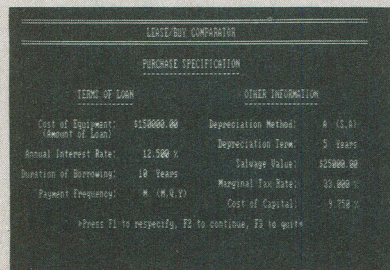 LEASE/BUY COMPARATOR
PURCHASE SPECIFICATION
TERMS OF LOAN
Cost of Equipment: $150000.00
(Amount of Loan)
Annual Interest Rate: 12.500 %
Duration of Borrowing: 10 Years
Payment Frequency: M (M,Q,Y)
OTHER INFORMATION
Depreciation Method: A (S,A)
Depreciation Term: 5 Years
Salvage Value: $25000.00
Marginal Tax Rate: 33.000 %
Cost of Capital: 9.750 %
*Press F1 to respecify, F2 to continue, F3 to quit*